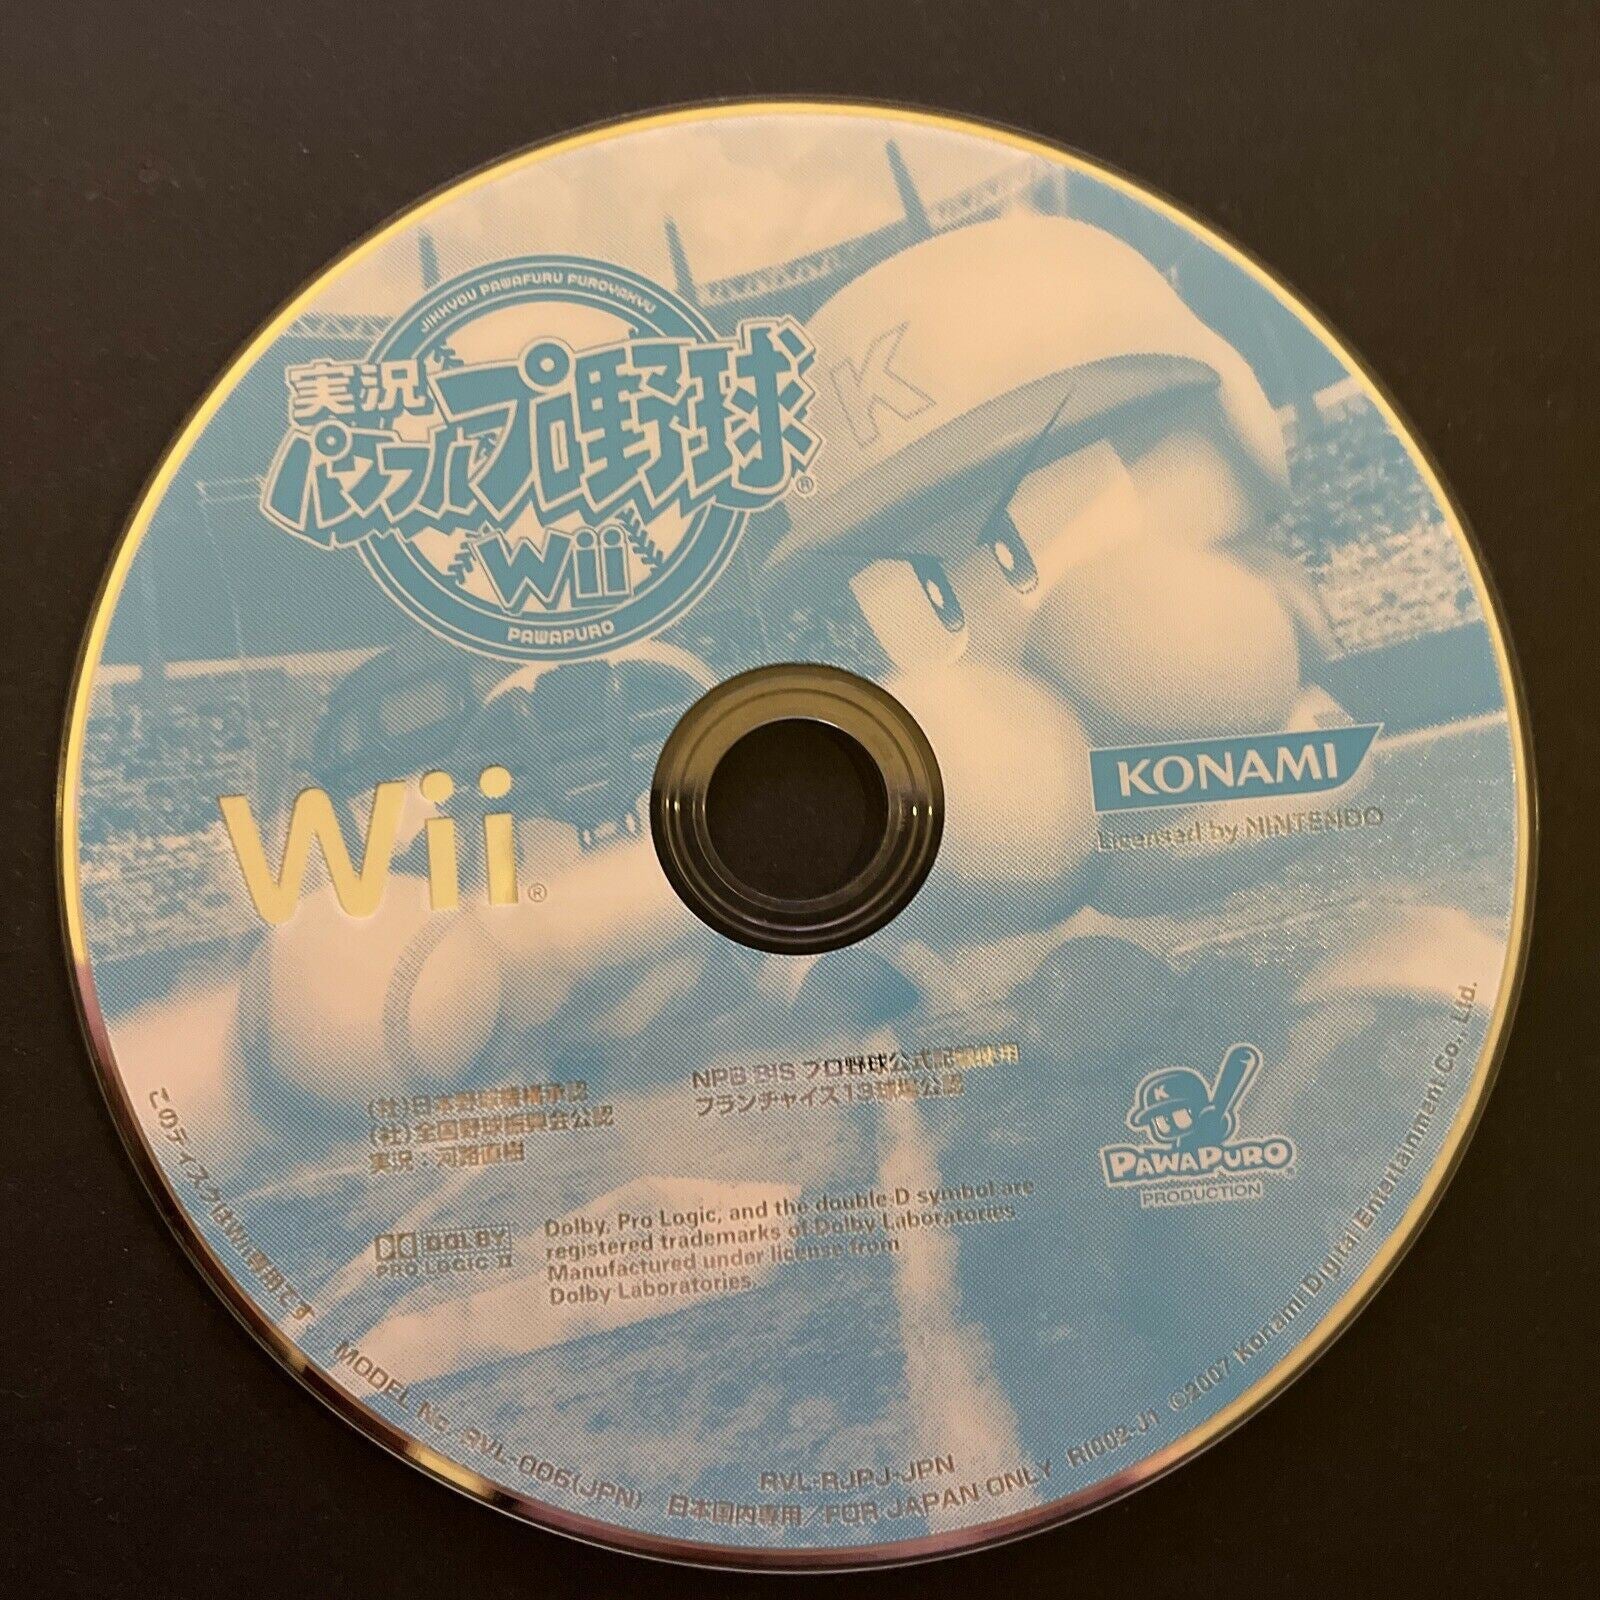 JIKKYOU PAWAFURU PUROYAKYU
実況
パワフルプロ野球®
Wii
PAWAPURO
K
Wii®
KONAMI
Licensed by NINTENDO
(社)日本野球機構承認
(社)全国野球振興会公認
実況・河路直樹
NPB BIS プロ野球公式記録使用
フランチャイズ13球場公認
DOLBY
PRO LOGIC II
Dolby, Pro Logic, and the double-D symbol are
registered trademarks of Dolby Laboratories
Manufactured under license from
Dolby Laboratories.
K
PAWAPURO®
PRODUCTION
このディスクはWii専用です。 MODEL No. RVL-006(JPN)
RVL-RJPJ-JPN
日本国内専用/FOR JAPAN ONLY RI002-J1 ©2007 Konami Digital Entertainment Co., Ltd.